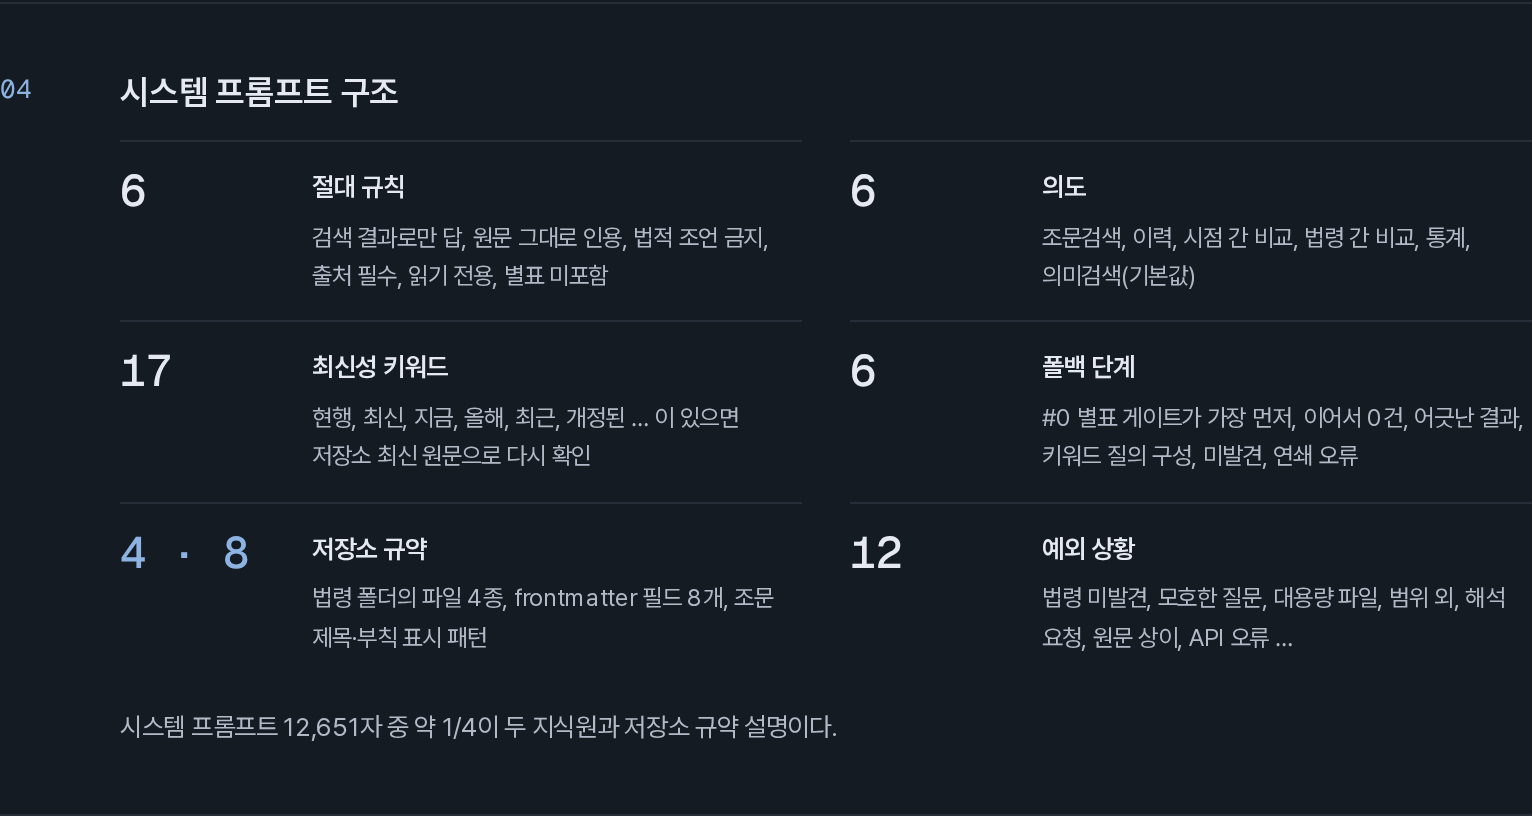 04
시스템 프롬프트 구조
6
절대 규칙
검색 결과로만 답, 원문 그대로 인용, 법적 조언 금지,
출처 필수, 읽기 전용, 별표 미포함
6
의도
조문검색, 이력, 시점 간 비교, 법령 간 비교, 통계,
의미검색(기본값)
17
최신성 키워드
현행, 최신, 지금, 올해, 최근, 개정된 … 이 있으면
저장소 최신 원문으로 다시 확인
6
폴백 단계
#0 별표 게이트가 가장 먼저, 이어서 0건, 어긋난 결과,
키워드 질의 구성, 미발견, 연쇄 오류
4 · 8
저장소 규약
법령 폴더의 파일 4종, frontmatter 필드 8개, 조문
제목·부칙 표시 패턴
12
예외 상황
법령 미발견, 모호한 질문, 대용량 파일, 범위 외, 해석
요청, 원문 상이, API 오류 …
시스템 프롬프트 12,651자 중 약 1/4이 두 지식원과 저장소 규약 설명이다.